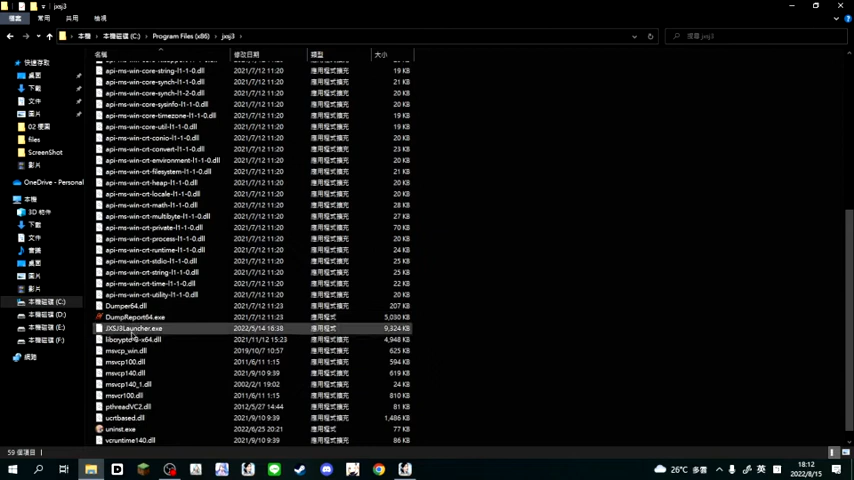 jxsj3
檔案 常用 共用 檢視
本機 本機磁碟 (C:) Program Files (x86) jxsj3
搜尋 jxsj3
名稱 修改日期 類型 大小
快速存取
桌面
下載
文件
圖片
02 梗圖
files
ScreenShot
影片
OneDrive - Personal
本機
3D 物件
下載
文件
音樂
桌面
圖片
影片
本機磁碟 (C:)
本機磁碟 (D:)
本機磁碟 (E:)
本機磁碟 (F:)
網路
api-ms-win-core-string-l1-1-0.dll 2021/7/12 11:20 應用程式擴充 19 KB
api-ms-win-core-synch-l1-1-0.dll 2021/7/12 11:20 應用程式擴充 21 KB
api-ms-win-core-synch-l1-2-0.dll 2021/7/12 11:20 應用程式擴充 20 KB
api-ms-win-core-sysinfo-l1-1-0.dll 2021/7/12 11:20 應用程式擴充 20 KB
api-ms-win-core-timezone-l1-1-0.dll 2021/7/12 11:20 應用程式擴充 19 KB
api-ms-win-core-util-l1-1-0.dll 2021/7/12 11:20 應用程式擴充 19 KB
api-ms-win-crt-conio-l1-1-0.dll 2021/7/12 11:20 應用程式擴充 20 KB
api-ms-win-crt-convert-l1-1-0.dll 2021/7/12 11:20 應用程式擴充 23 KB
api-ms-win-crt-environment-l1-1-0.dll 2021/7/12 11:20 應用程式擴充 20 KB
api-ms-win-crt-filesystem-l1-1-0.dll 2021/7/12 11:20 應用程式擴充 21 KB
api-ms-win-crt-heap-l1-1-0.dll 2021/7/12 11:20 應用程式擴充 20 KB
api-ms-win-crt-locale-l1-1-0.dll 2021/7/12 11:20 應用程式擴充 20 KB
api-ms-win-crt-math-l1-1-0.dll 2021/7/12 11:20 應用程式擴充 28 KB
api-ms-win-crt-multibyte-l1-1-0.dll 2021/7/12 11:20 應用程式擴充 27 KB
api-ms-win-crt-private-l1-1-0.dll 2021/7/12 11:20 應用程式擴充 70 KB
api-ms-win-crt-process-l1-1-0.dll 2021/7/12 11:20 應用程式擴充 20 KB
api-ms-win-crt-runtime-l1-1-0.dll 2021/7/12 11:20 應用程式擴充 24 KB
api-ms-win-crt-stdio-l1-1-0.dll 2021/7/12 11:20 應用程式擴充 25 KB
api-ms-win-crt-string-l1-1-0.dll 2021/7/12 11:20 應用程式擴充 25 KB
api-ms-win-crt-time-l1-1-0.dll 2021/7/12 11:20 應用程式擴充 22 KB
api-ms-win-crt-utility-l1-1-0.dll 2021/7/12 11:20 應用程式擴充 20 KB
Dumper64.dll 2021/7/12 11:23 應用程式擴充 207 KB
DumpReport64.exe 2021/7/12 11:23 應用程式 5,030 KB
JXSJ3Launcher.exe 2022/5/14 16:38 應用程式 9,324 KB
2021/11/12 15:23 應用程式擴充 4,948 KB
msvcp_win.dll 2019/10/7 10:57 應用程式擴充 625 KB
msvcp100.dll 2011/6/11 1:15 應用程式擴充 594 KB
msvcp140.dll 2021/9/10 9:39 應用程式擴充 619 KB
msvcp140_1.dll 2002/2/1 19:02 應用程式擴充 24 KB
msvcr100.dll 2011/6/11 1:15 應用程式擴充 810 KB
pthreadVC2.dll 2012/5/27 14:44 應用程式擴充 81 KB
ucrtbased.dll 2021/9/10 9:39 應用程式擴充 1,486 KB
uninst.exe 2022/6/25 20:21 應用程式 77 KB
vcruntime140.dll 2021/9/10 9:39 應用程式擴充 86 KB
59 個項目
26°C 多雲 英 18:12
2022/8/15